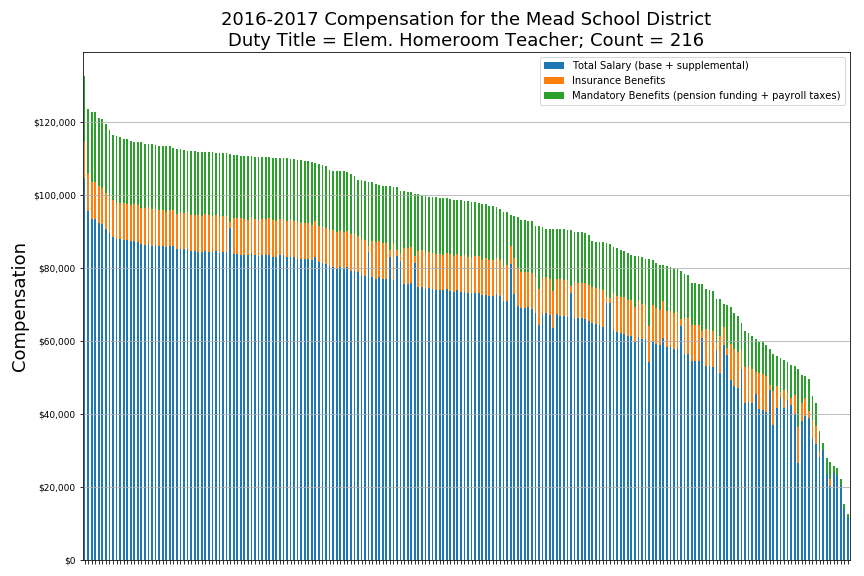 2016-2017 Compensation for the Mead School District
Duty Title = Elem. Homeroom Teacher; Count = 216
Total Salary (base + supplemental)
Insurance Benefits
Mandatory Benefits (pension funding + payroll taxes)
Compensation
$120,000
$100,000
$80,000
$60,000
$40,000
$20,000
$0